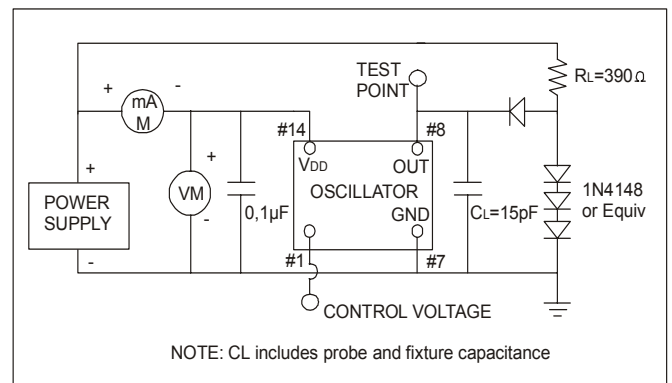 TEST
POINT
RL=390Ω
+ -
mA
M
#14 #8
+ + VDD OUT
OSCILLATOR
1N4148
or Equiv
POWER
SUPPLY
VM
0,1µF
GND
CL=15pF
- - #1 #7
CONTROL VOLTAGE
NOTE: CL includes probe and fixture capacitance